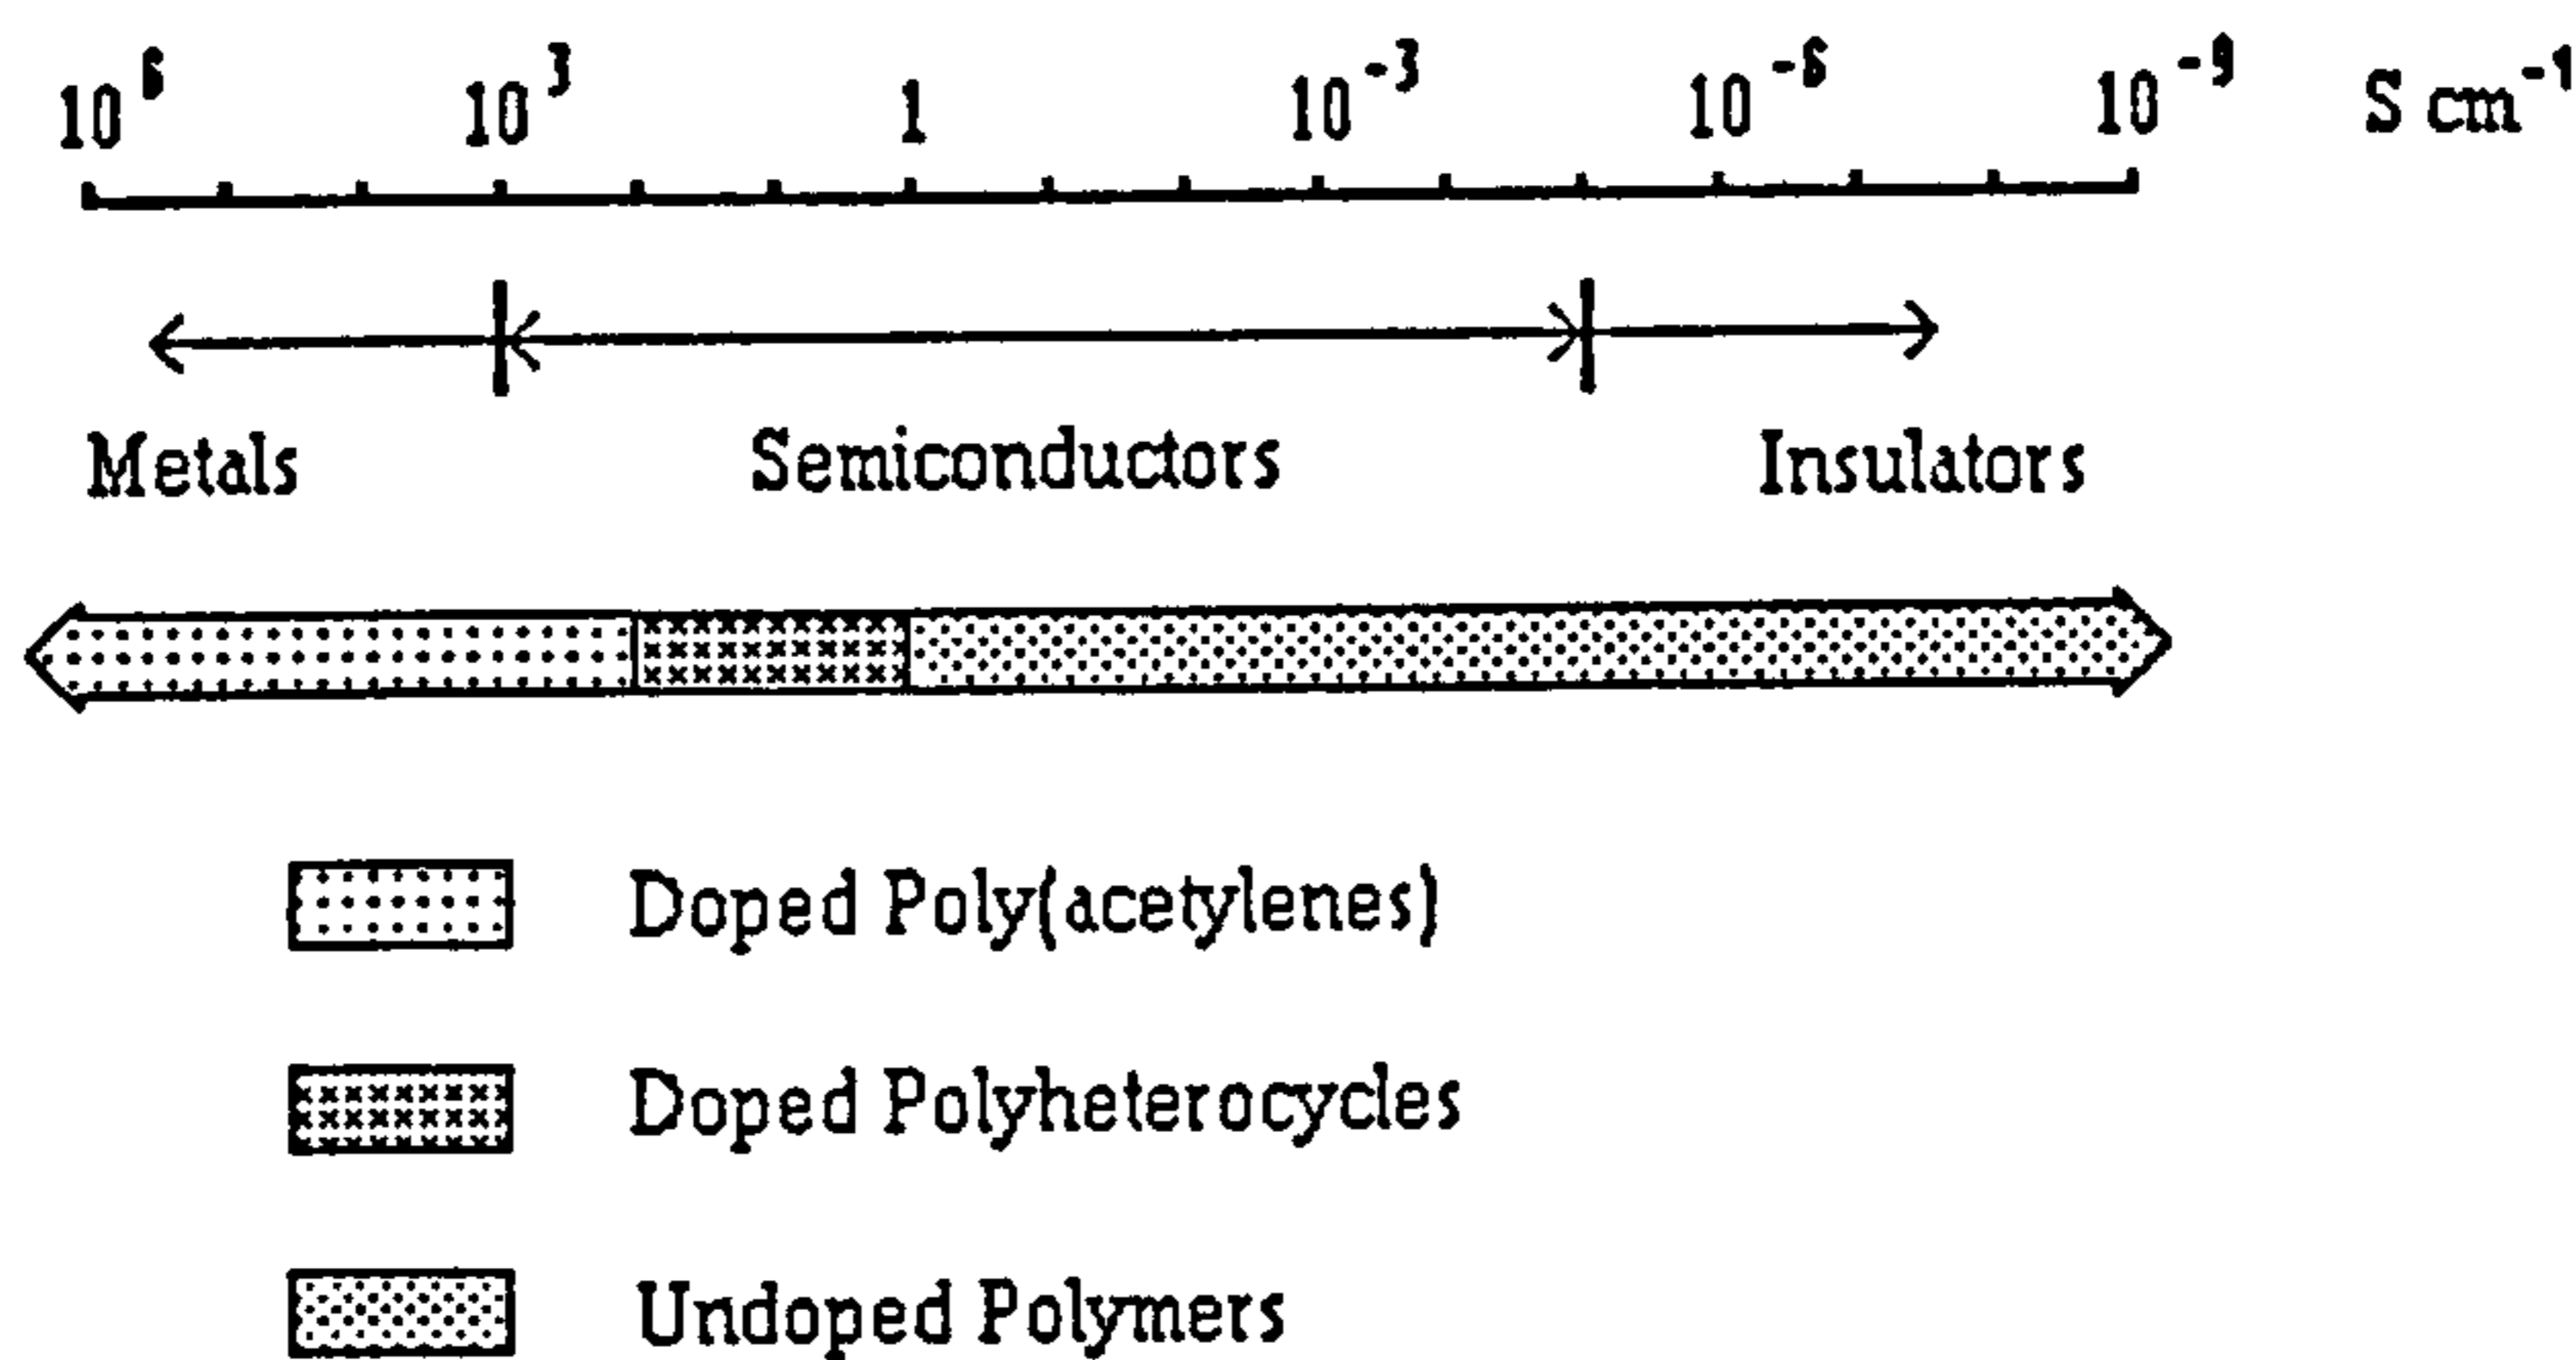 10⁶ 10³ 1 10⁻³ 10⁻⁶ 10⁻⁹ S cm⁻¹
Metals Semiconductors Insulators
Doped Poly(acetylenes)
Doped Polyheterocycles
Undoped Polymers